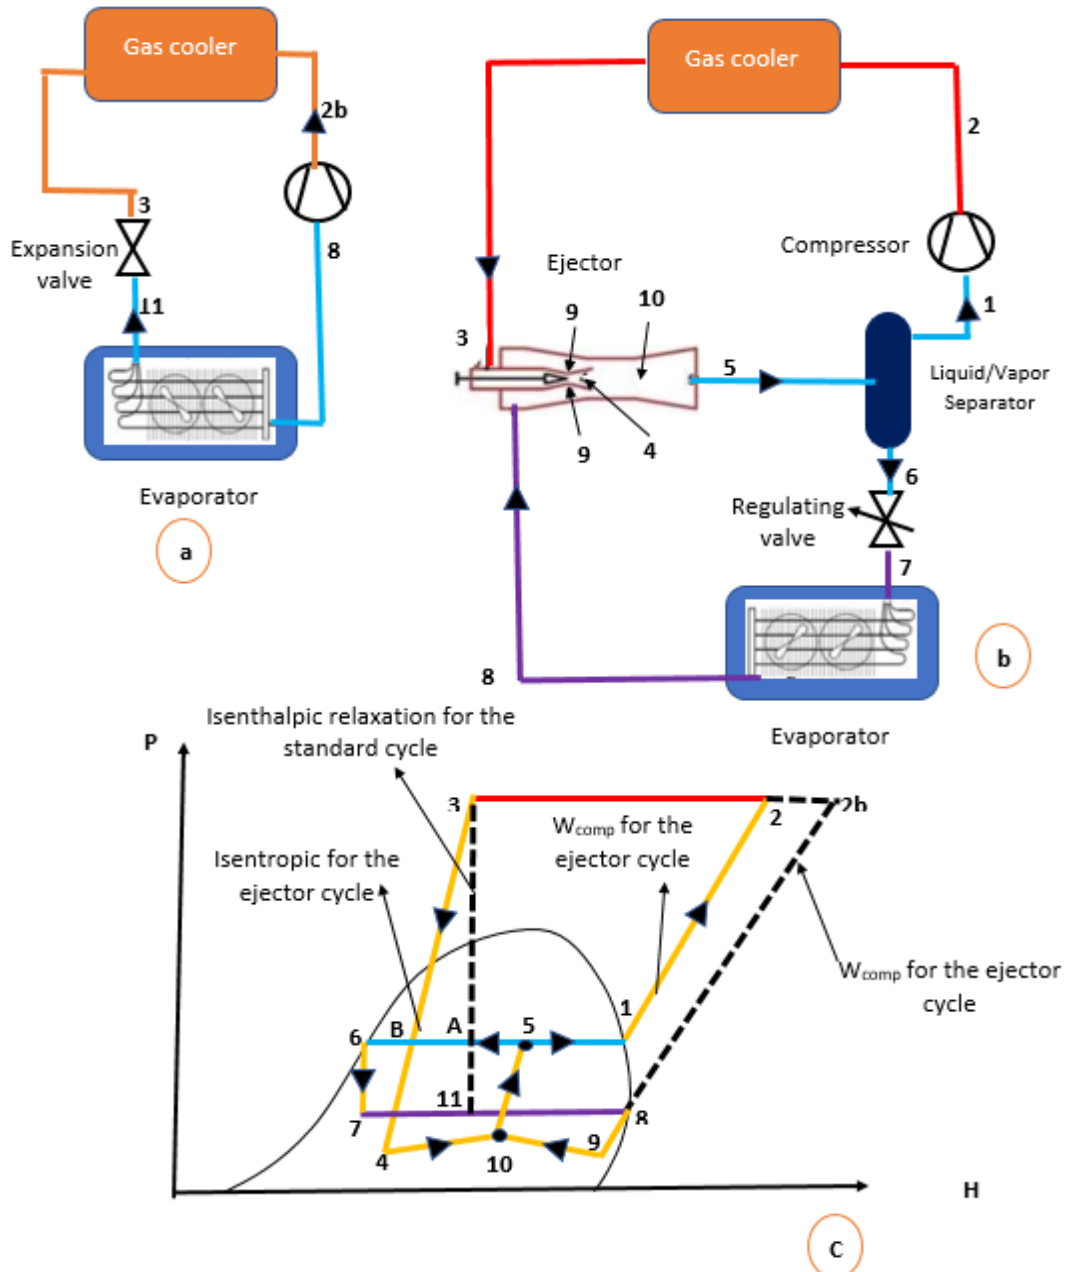 Gas cooler
2b
3
Expansion
valve
8
11
Evaporator
a
Gas cooler
2
Compressor
Ejector
9
10
3
1
5
Liquid/Vapor
Separator
9
4
6
Regulating
valve
7
8
Evaporator
b
Isenthalpic relaxation for the
standard cycle
P
3
2
2b
Wcomp for the
ejector cycle
Isentropic for the
ejector cycle
Wcomp for the ejector
cycle
1
6
B
A
5
11
7
8
4
10
9
H
C